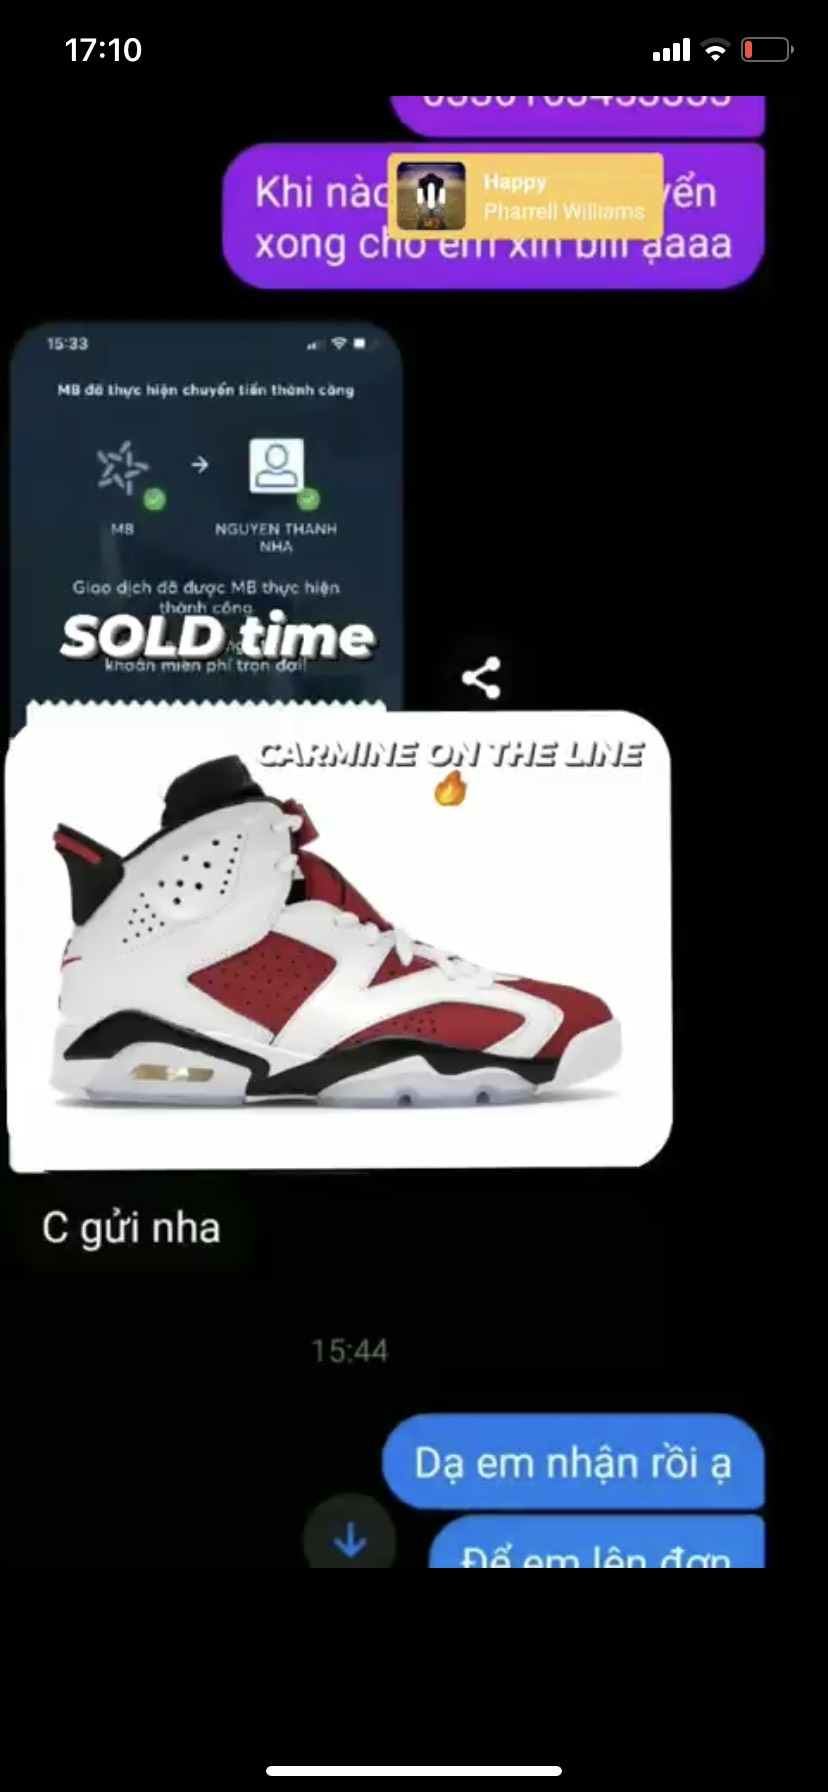 17:10
Khi nào
yển
xong cho em xin bill ạaaa
Happy
Pharrell Williams
15:33
MB đã thực hiện chuyển tiền thành công
MB
NGUYEN THANH
NHA
Giao dịch đã được MB thực hiện
thành công
SOLD time
khoản miễn phí trọn đời!
CARMINE ON THE LINE
🔥
C gửi nha
15:44
Dạ em nhận rồi ạ
Để em lên đơn